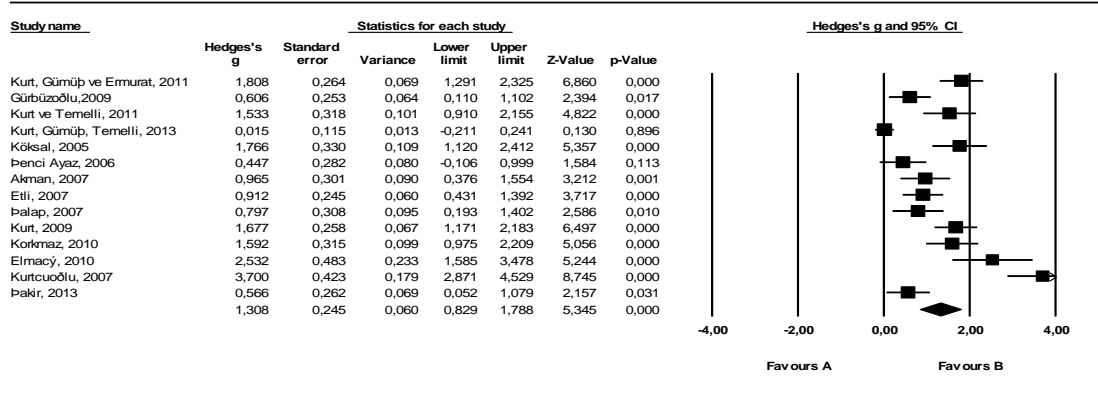 Study name Statistics for each study Hedges's g and 95% CI
Hedges's Standard Lower Upper
g error Variance limit limit Z-Value p-Value
Kurt, Gümüþ ve Ermurat, 2011 1,808 0,264 0,069 1,291 2,325 6,860 0,000
Gürbüzoðlu,2009 0,606 0,253 0,064 0,110 1,102 2,394 0,017
Kurt ve Temelli, 2011 1,533 0,318 0,101 0,910 2,155 4,822 0,000
Kurt, Gümüþ, Temelli, 2013 0,015 0,115 0,013 -0,211 0,241 0,130 0,896
Köksal, 2005 1,766 0,330 0,109 1,120 2,412 5,357 0,000
Þenci Ayaz, 2006 0,447 0,282 0,080 -0,106 0,999 1,584 0,113
Akman, 2007 0,965 0,301 0,090 0,376 1,554 3,212 0,001
Etli, 2007 0,912 0,245 0,060 0,431 1,392 3,717 0,000
Þalap, 2007 0,797 0,308 0,095 0,193 1,402 2,586 0,010
Kurt, 2009 1,677 0,258 0,067 1,171 2,183 6,497 0,000
Korkmaz, 2010 1,592 0,315 0,099 0,975 2,209 5,056 0,000
Elmacý, 2010 2,532 0,483 0,233 1,585 3,478 5,244 0,000
Kurtcuoðlu, 2007 3,700 0,423 0,179 2,871 4,529 8,745 0,000
Þakir, 2013 0,566 0,262 0,069 0,052 1,079 2,157 0,031
1,308 0,245 0,060 0,829 1,788 5,345 0,000
-4,00 -2,00 0,00 2,00 4,00
Favours A Favours B